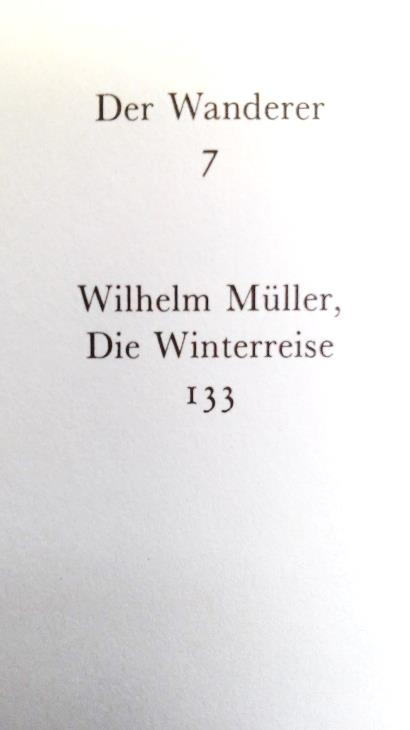 Der Wanderer
7
Wilhelm Müller,
Die Winterreise
133